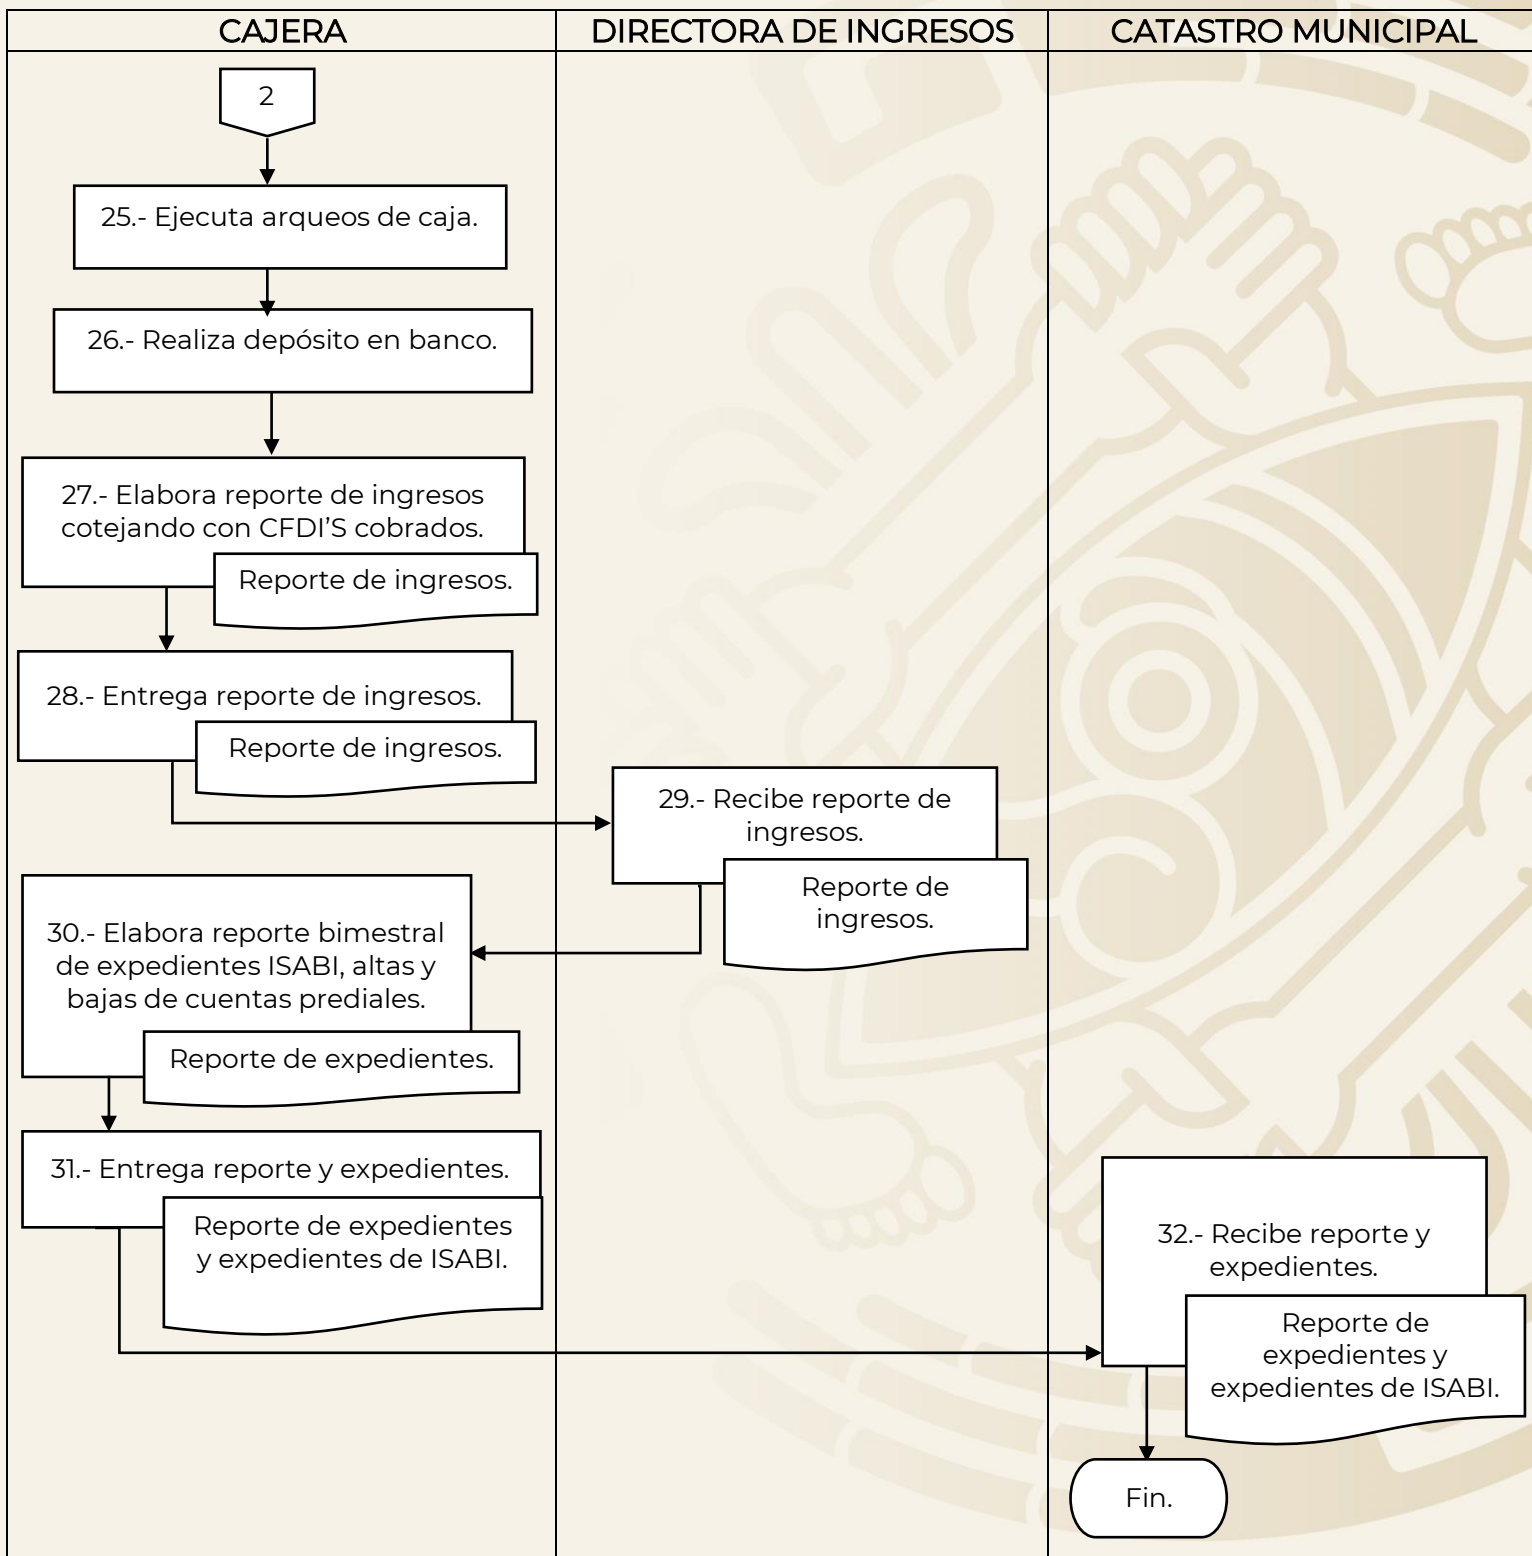 CAJERA
DIRECTORA DE INGRESOS
CATASTRO MUNICIPAL
2
25.- Ejecuta arqueos de caja.
26.- Realiza depósito en banco.
27.- Elabora reporte de ingresos
cotejando con CFDI’S cobrados.
Reporte de ingresos.
28.- Entrega reporte de ingresos.
Reporte de ingresos.
29.- Recibe reporte de
ingresos.
Reporte de
ingresos.
30.- Elabora reporte bimestral
de expedientes ISABI, altas y
bajas de cuentas prediales.
Reporte de expedientes.
31.- Entrega reporte y expedientes.
Reporte de expedientes
y expedientes de ISABI.
32.- Recibe reporte y
expedientes.
Reporte de
expedientes y
expedientes de ISABI.
Fin.